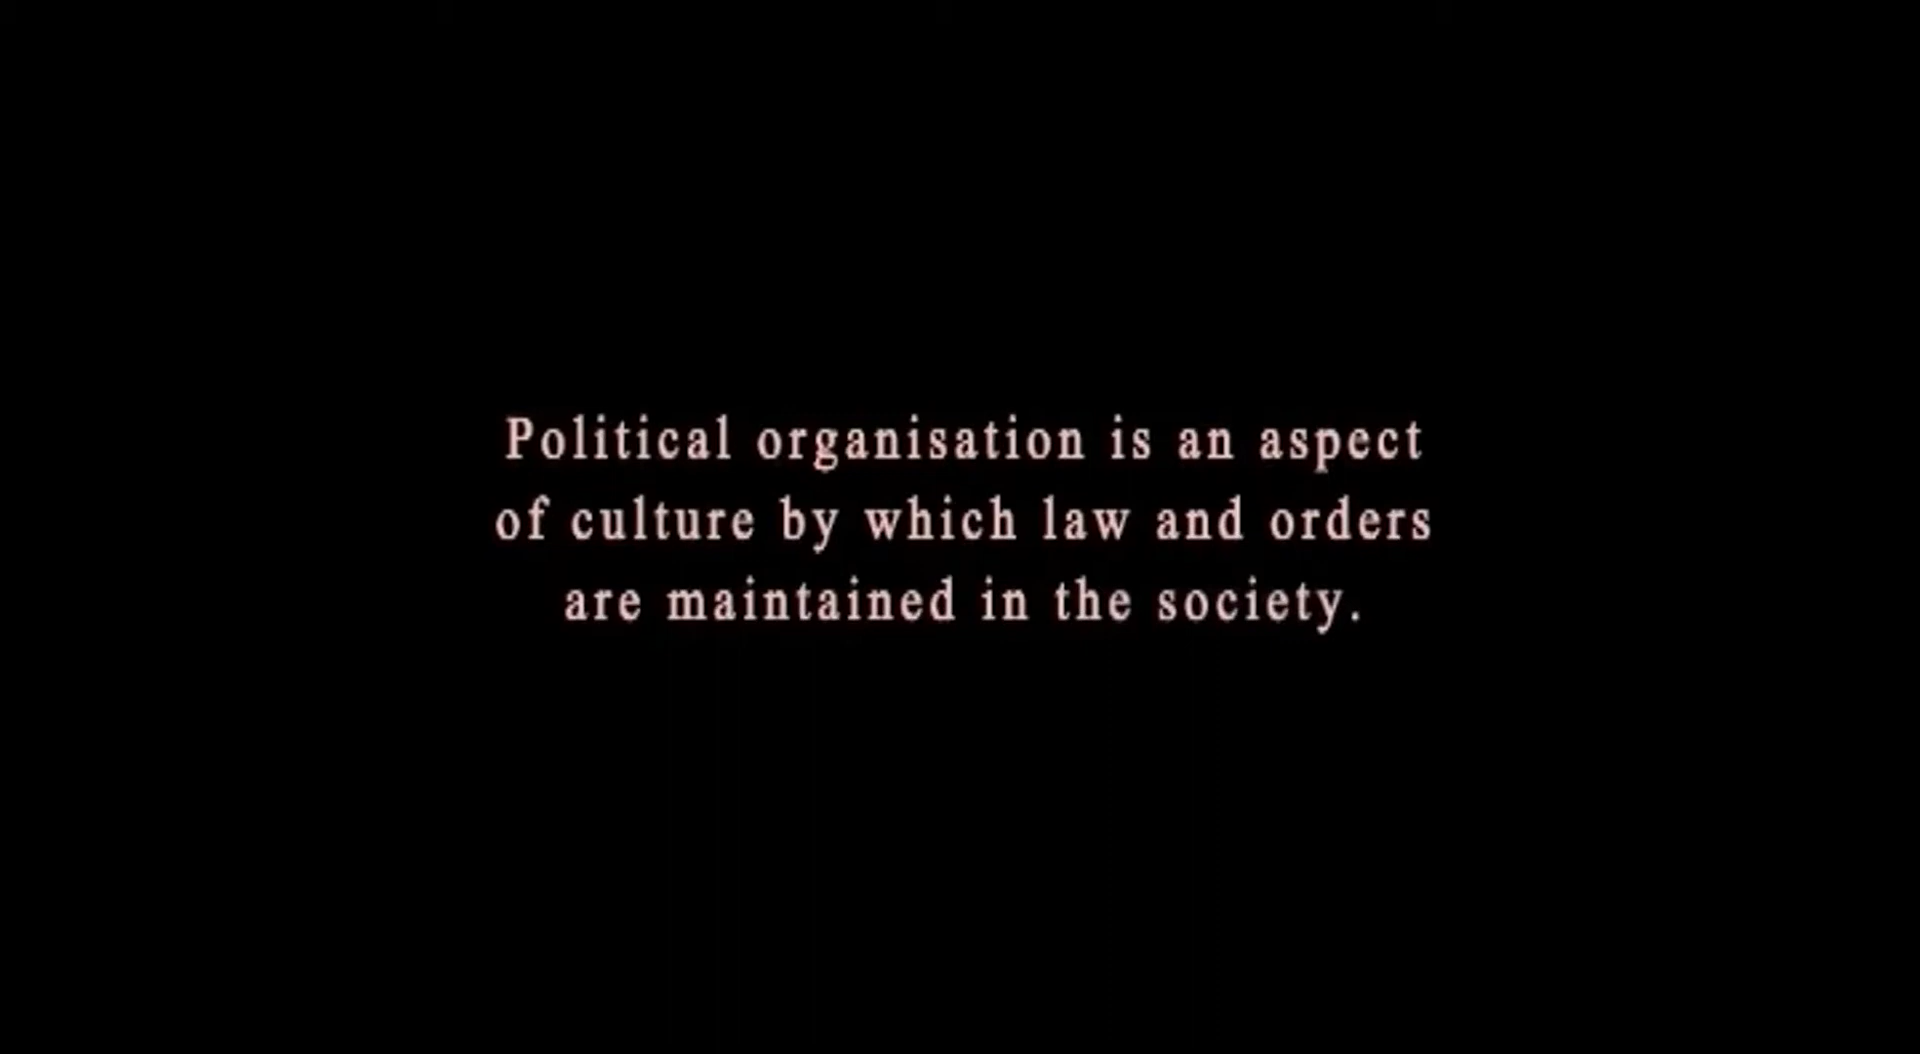 Political organisation is an aspect
of culture by which law and orders
are maintained in the society.